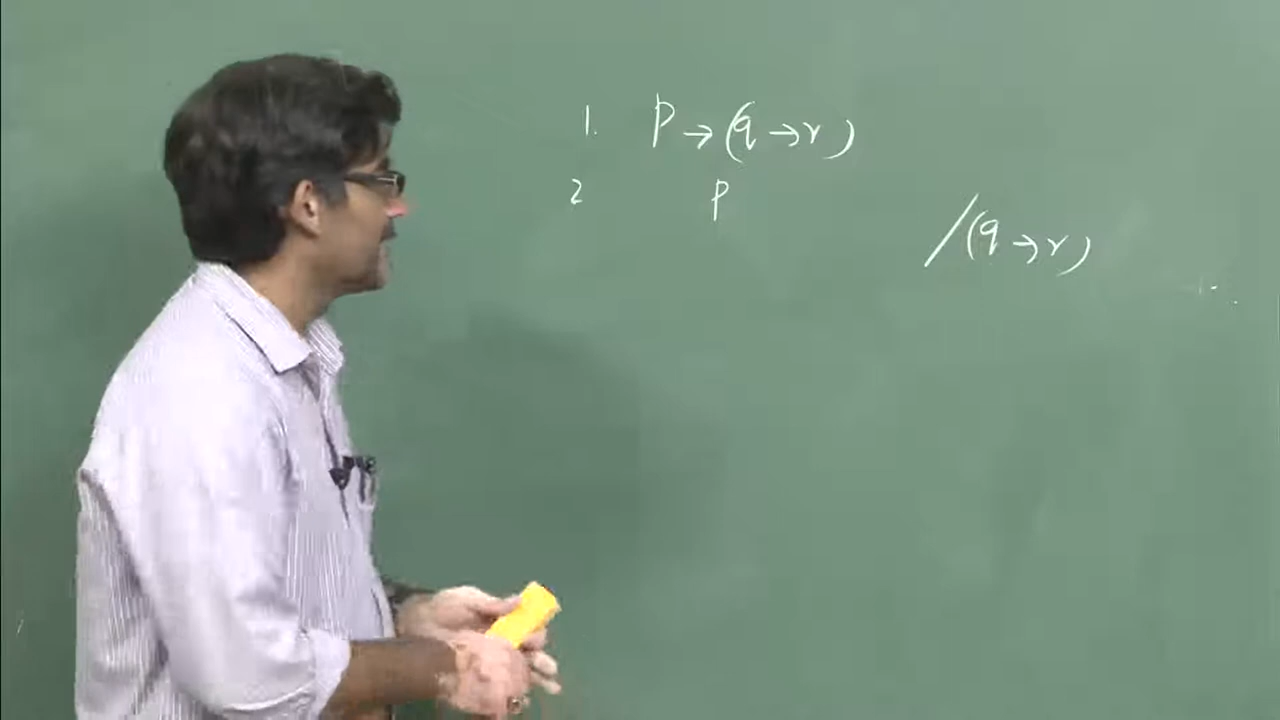 1. p → (q → r)
2 p
/(q → r)